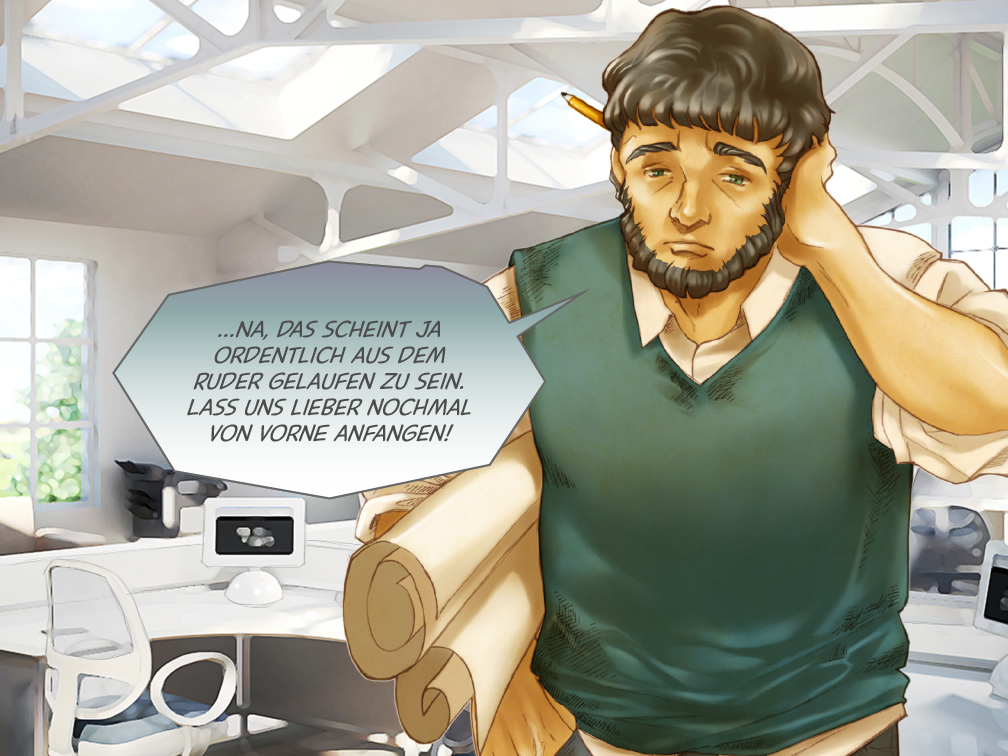 ...NA, DAS SCHEINT JA
ORDENTLICH AUS DEM
RUDER GELAUFEN ZU SEIN.
LASS UNS LIEBER NOCHMAL
VON VORNE ANFANGEN!